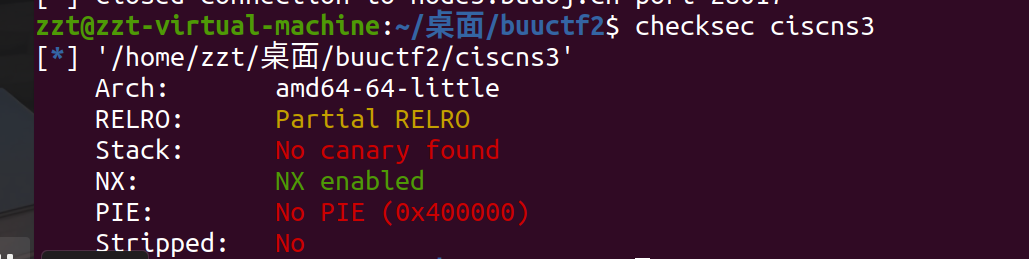 zzt@zzt-virtual-machine:~/桌面/buuctf2$ checksec ciscns3
[*] '/home/zzt/桌面/buuctf2/ciscns3'
Arch: amd64-64-little
RELRO: Partial RELRO
Stack: No canary found
NX: NX enabled
PIE: No PIE (0x400000)
Stripped: No